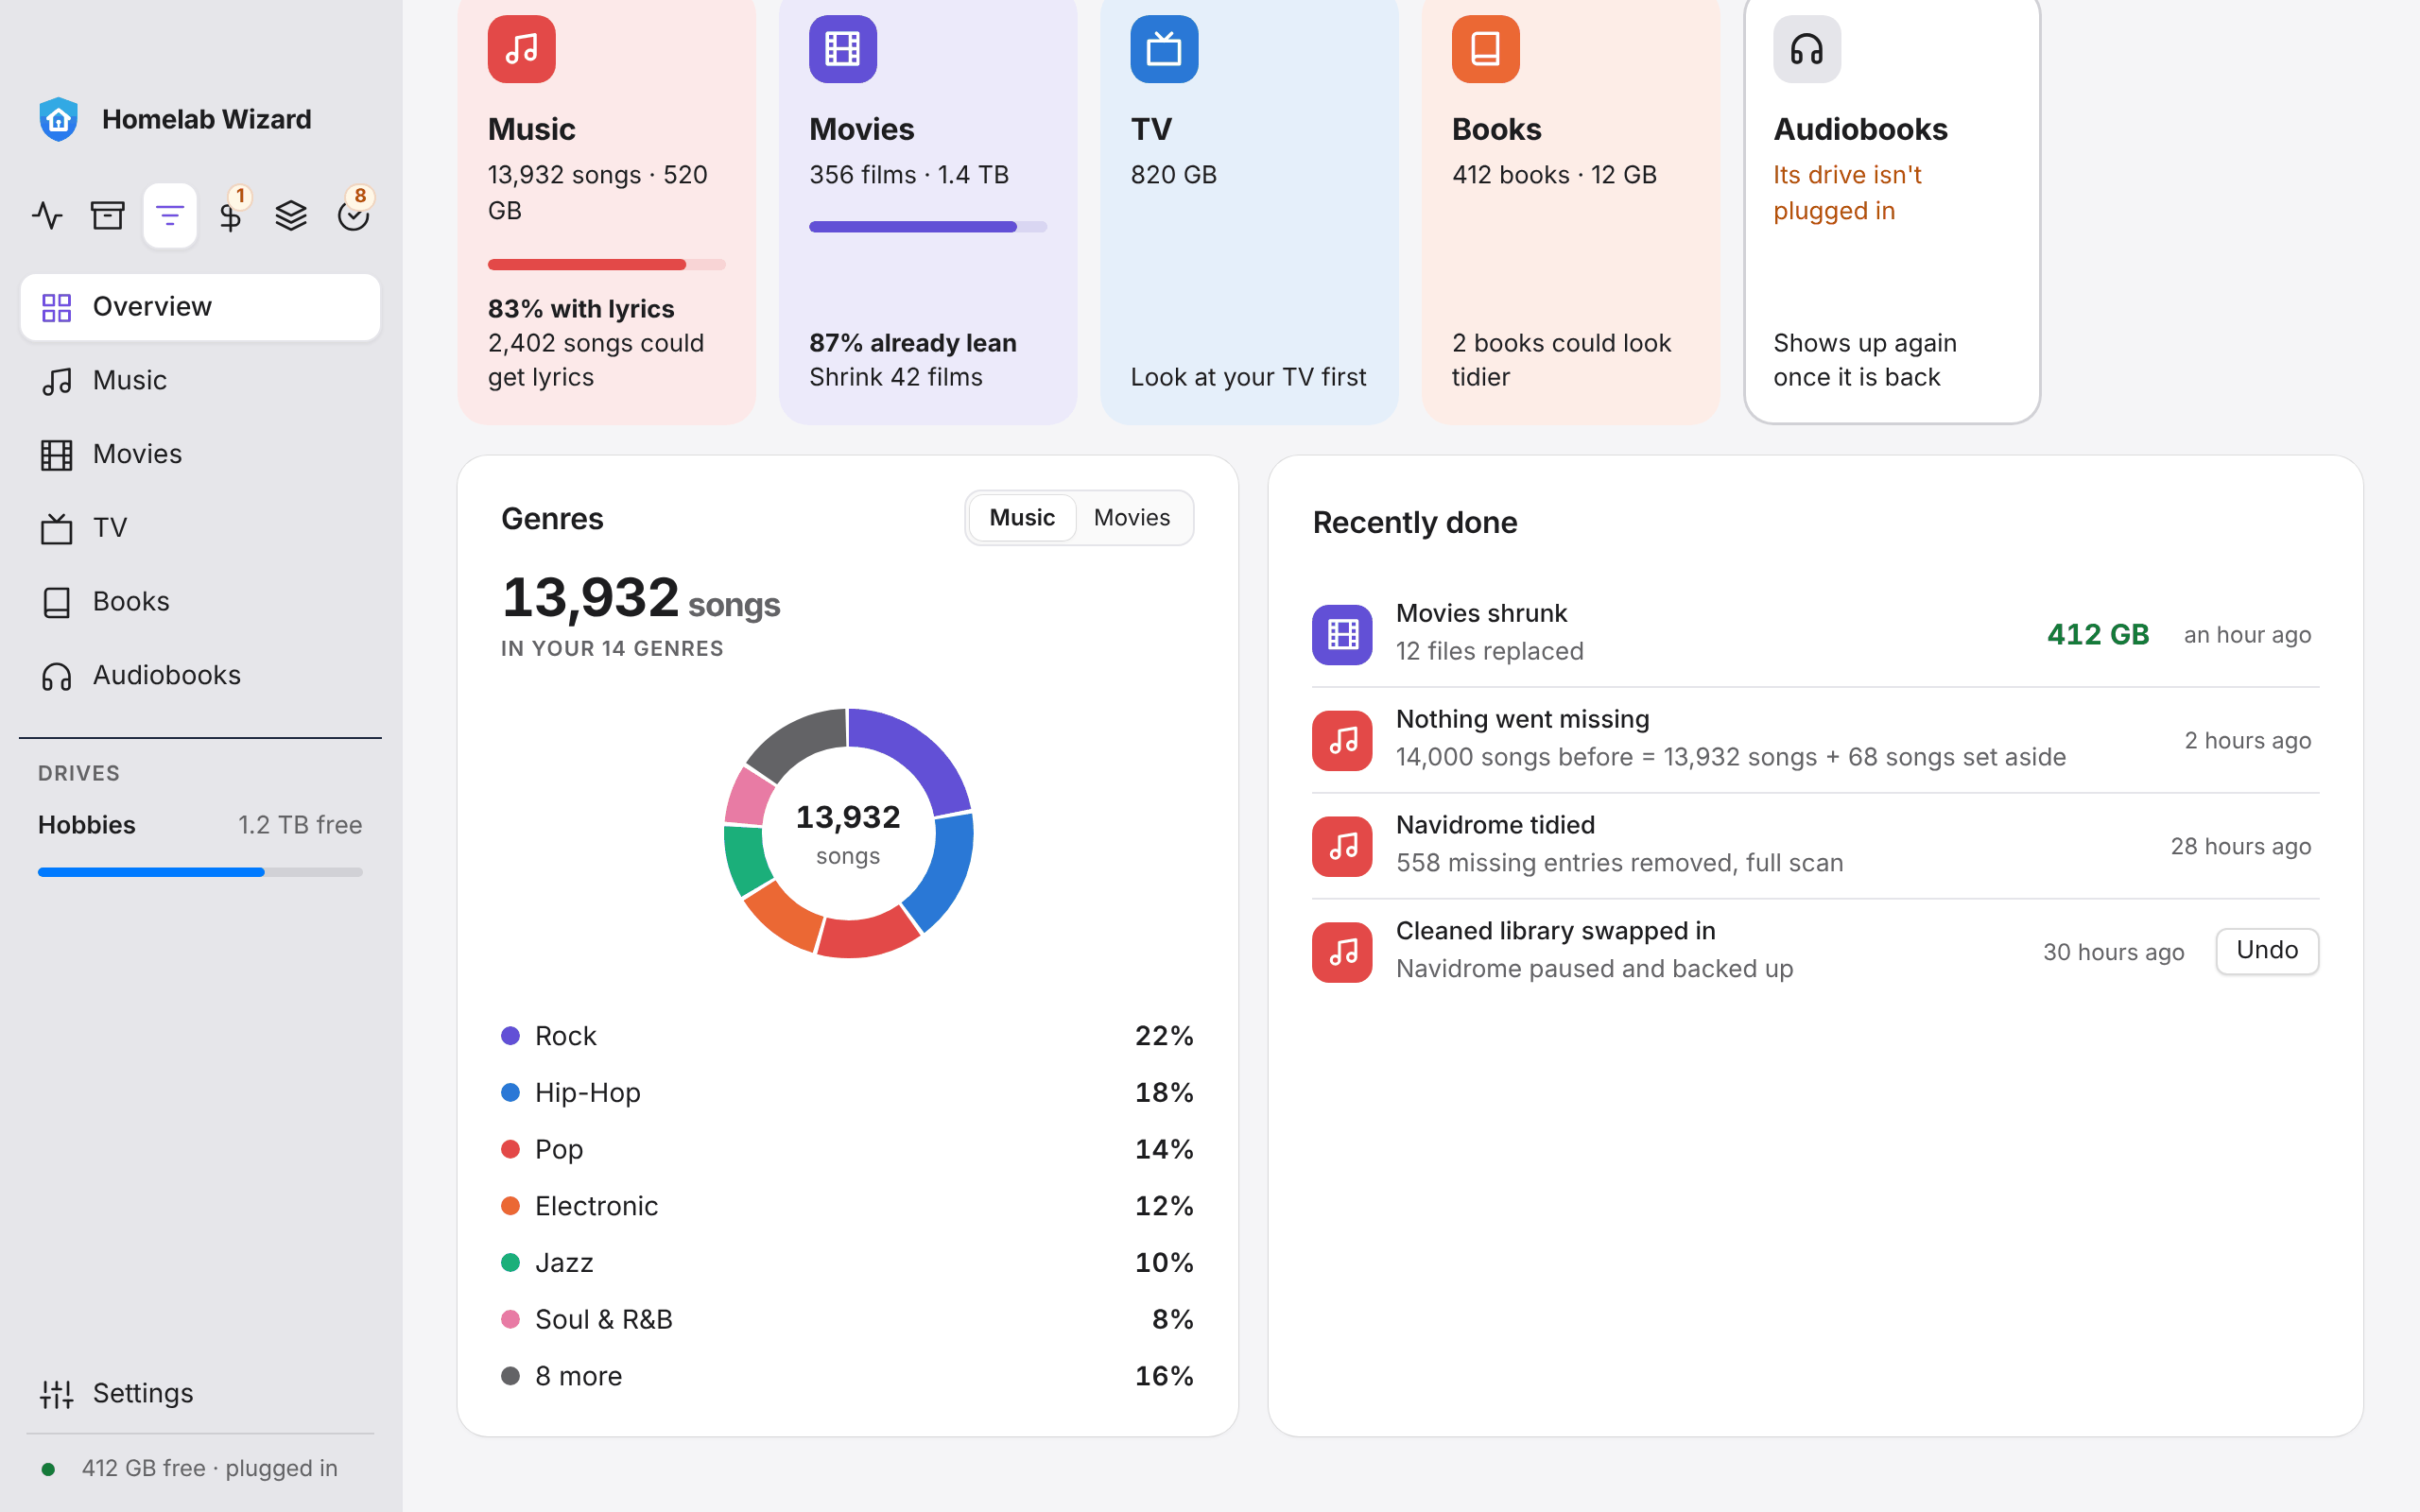 Homelab Wizard
1
8
Overview
Music
Movies
TV
Books
Audiobooks
DRIVES
Hobbies 1.2 TB free
Settings
412 GB free · plugged in
Music
13,932 songs · 520
GB
83% with lyrics
2,402 songs could
get lyrics
Movies
356 films · 1.4 TB
87% already lean
Shrink 42 films
TV
820 GB
Look at your TV first
Books
412 books · 12 GB
2 books could look
tidier
Audiobooks
Its drive isn't
plugged in
Shows up again
once it is back
Genres
Music Movies
13,932 songs
IN YOUR 14 GENRES
13,932
songs
Rock 22%
Hip-Hop 18%
Pop 14%
Electronic 12%
Jazz 10%
Soul & R&B 8%
8 more 16%
Recently done
Movies shrunk
12 files replaced
412 GB an hour ago
Nothing went missing
14,000 songs before = 13,932 songs + 68 songs set aside
2 hours ago
Navidrome tidied
558 missing entries removed, full scan
28 hours ago
Cleaned library swapped in
Navidrome paused and backed up
30 hours ago Undo